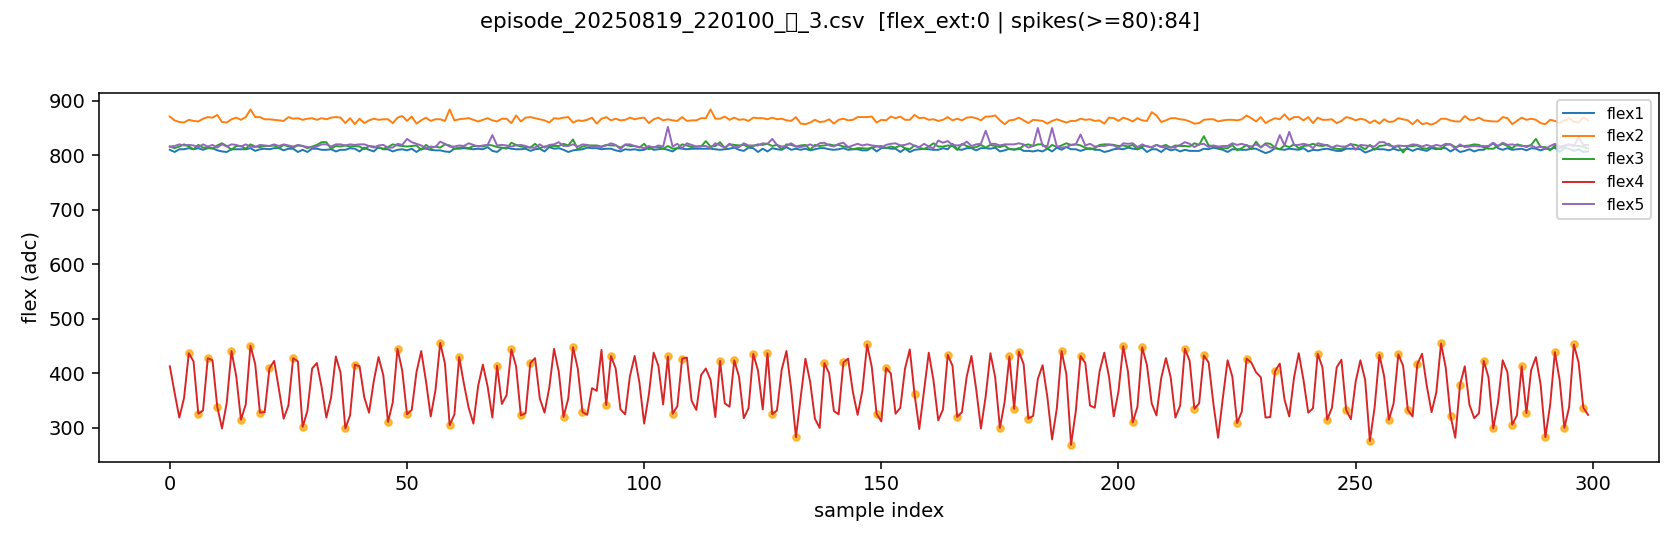 episode_20250819_220100_▯_3.csv [flex_ext:0 | spikes(>=80):84]
flex (adc)
900
800
700
600
500
400
300
flex1
flex2
flex3
flex4
flex5
0
50
100
150
200
250
300
sample index